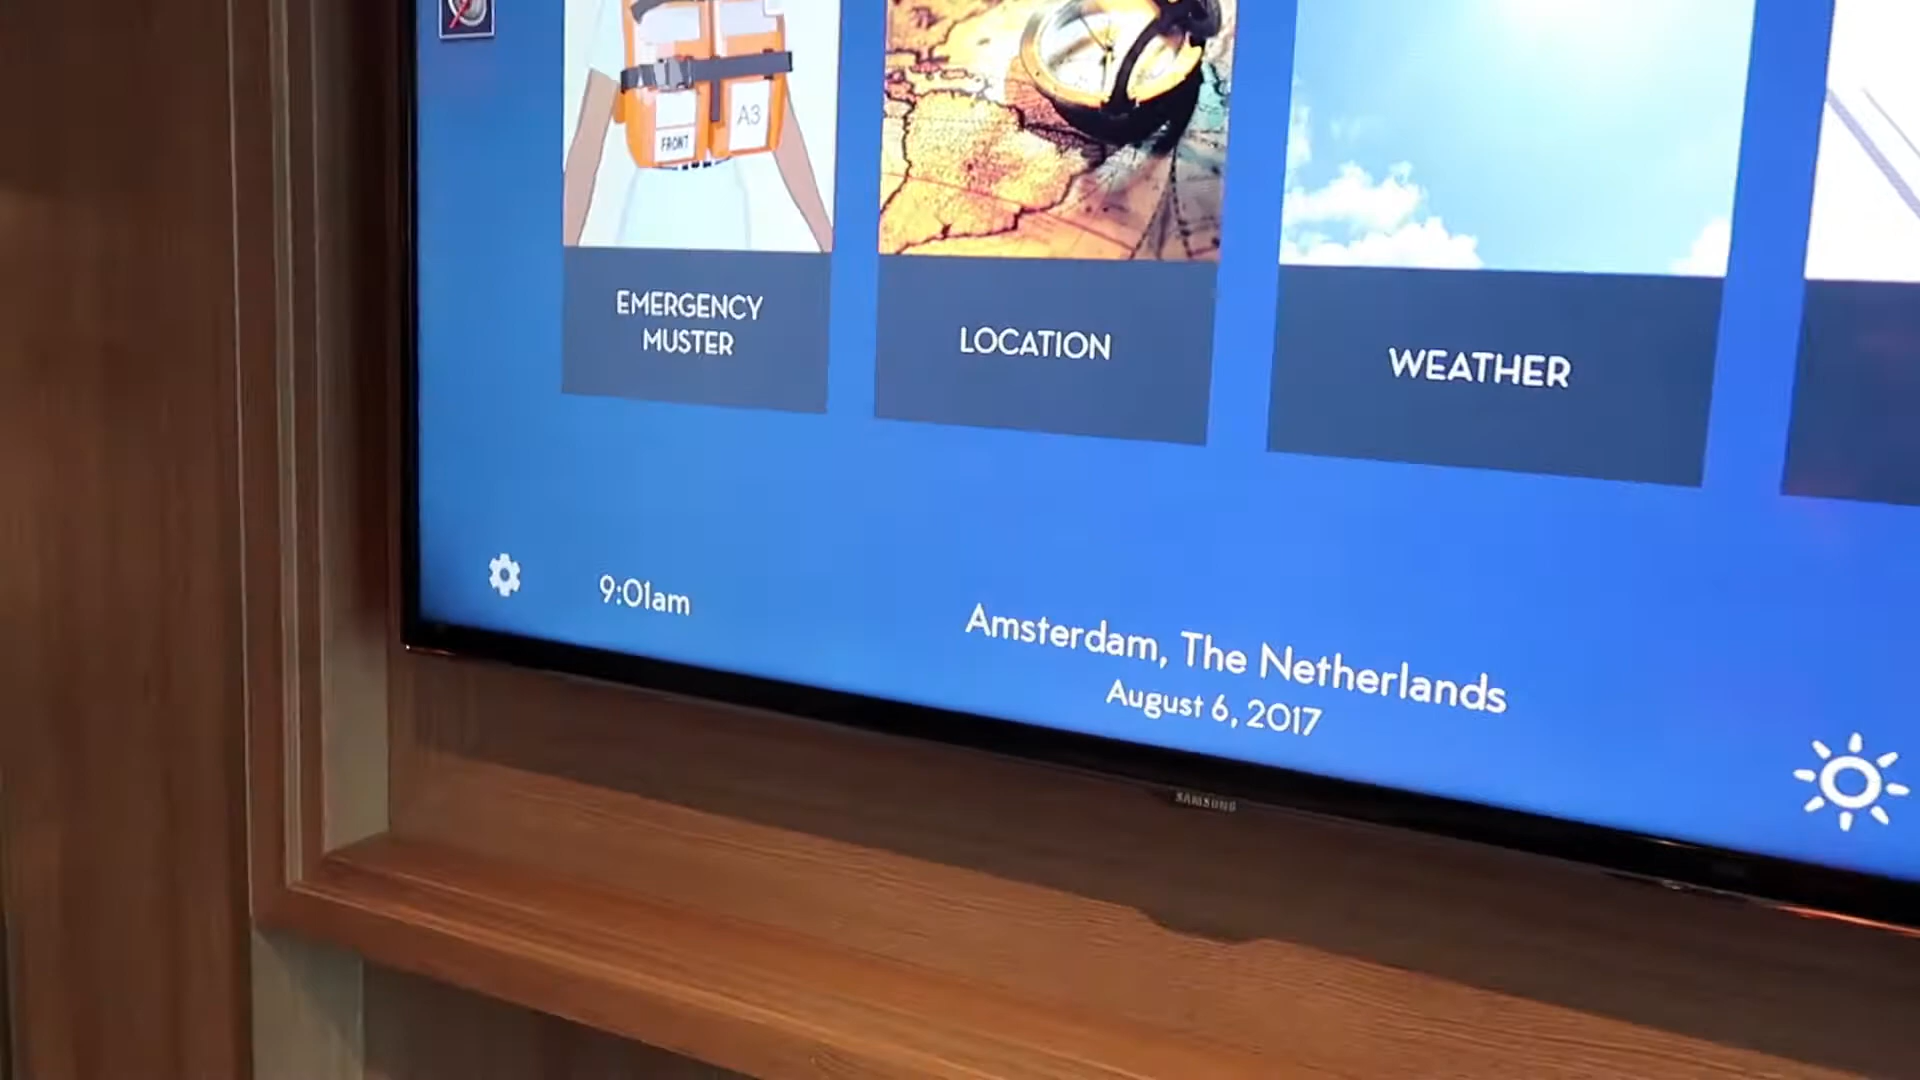 FRONT
A3
EMERGENCY
MUSTER
LOCATION
WEATHER
9:01am
Amsterdam, The Netherlands
August 6, 2017
SAMSUNG